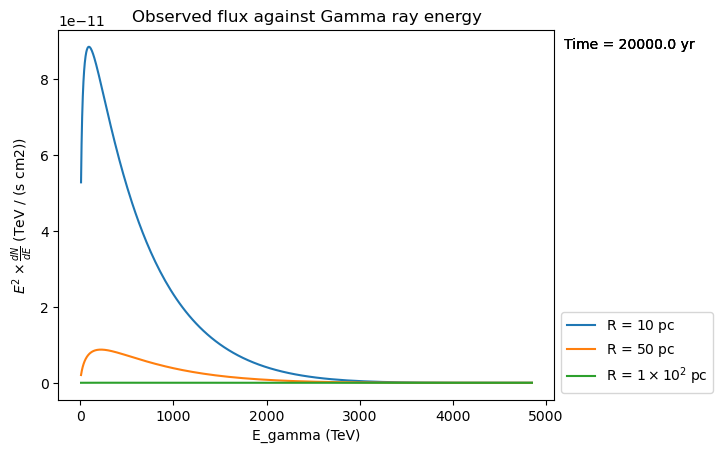 Observed flux against Gamma ray energy
1e−11
Time = 20000.0 yr
8
6
4
2
0
E² × dN/dE (TeV / (s cm2))
0 1000 2000 3000 4000 5000
E_gamma (TeV)
R = 10 pc
R = 50 pc
R = 1 × 10² pc